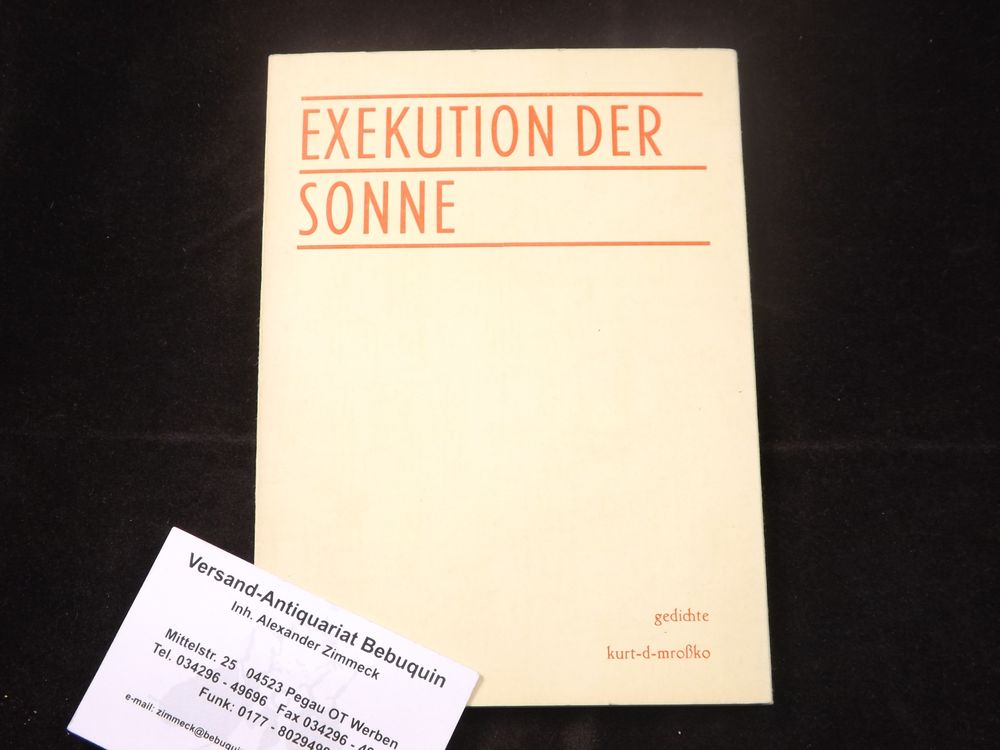 EXEKUTION DER
SONNE
gedichte
kurt-d-mroßko
Versand-Antiquariat Bebuquin
Inh. Alexander Zimmeck
Mittelstr. 25 04523 Pegau OT Werben
Tel. 034296 - 49696 Fax 034296 -
Funk: 0177 -
e-mail: